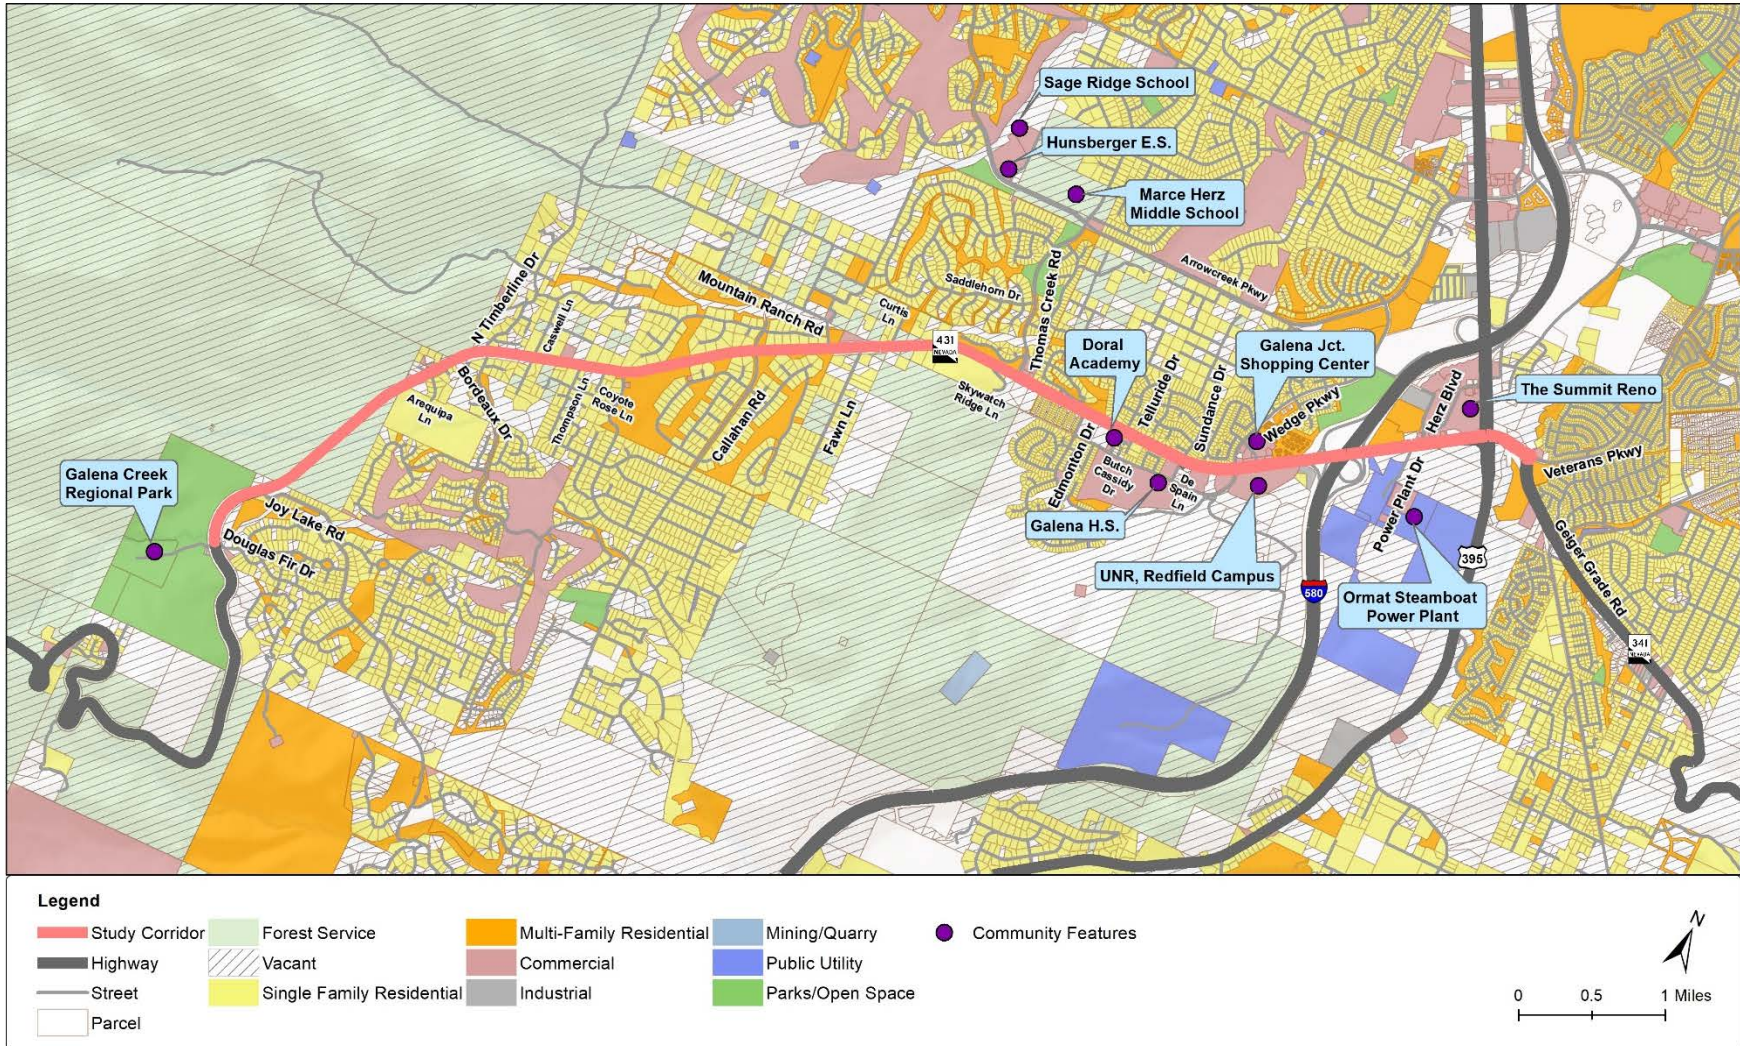 Sage Ridge School
Hunsberger E.S.
Marce Herz
Middle School
N Timberline Dr
Caswell Ln
Mountain Ranch Rd
Curtis
Ln
Saddlehorn Dr
Thomas Creek Rd
Arrowcreek Pkwy
431
NEVADA
Doral
Academy
Galena Jct.
Shopping Center
The Summit Reno
Arequipa
Ln
Bordeaux Dr
Thompson Ln
Coyote
Rose Ln
Callahan Rd
Fawn Ln
Skywatch
Ridge Ln
Edmonton Dr
Telluride Dr
Sundance Dr
Wedge Pkwy
Herz Blvd
Veterans Pkwy
Butch
Cassidy
Dr
De
Spain
Ln
Power Plant Dr
Galena Creek
Regional Park
Joy Lake Rd
Douglas Fir Dr
Galena H.S.
UNR, Redfield Campus
395
580
Ormat Steamboat
Power Plant
Geiger Grade Rd
341
NEVADA
Legend
Study Corridor
Highway
Street
Parcel
Forest Service
Vacant
Single Family Residential
Multi-Family Residential
Commercial
Industrial
Mining/Quarry
Public Utility
Parks/Open Space
Community Features
N
0 0.5 1 Miles